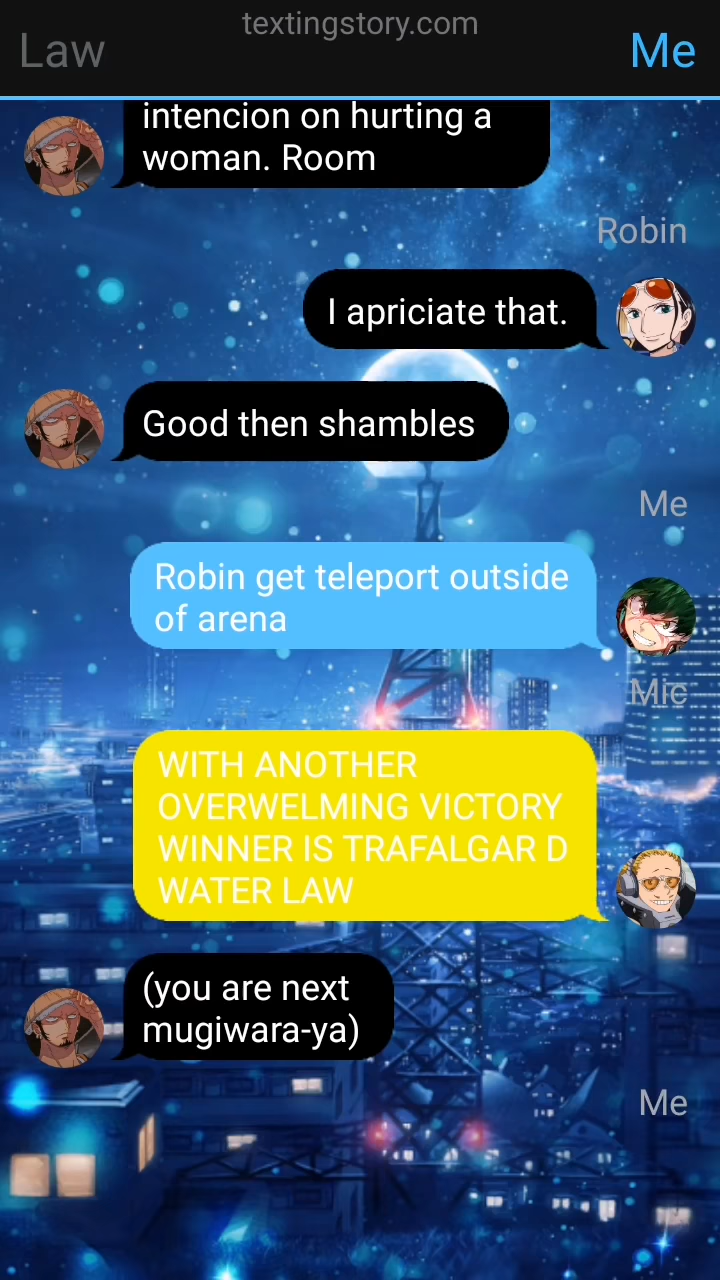 textingstory.com
Law
Me
intencion on hurting a
woman. Room
Robin
I apriciate that.
Good then shambles
Me
Robin get teleport outside
of arena
Mic
WITH ANOTHER
OVERWELMING VICTORY
WINNER IS TRAFALGAR D
WATER LAW
(you are next
mugiwara-ya)
Me